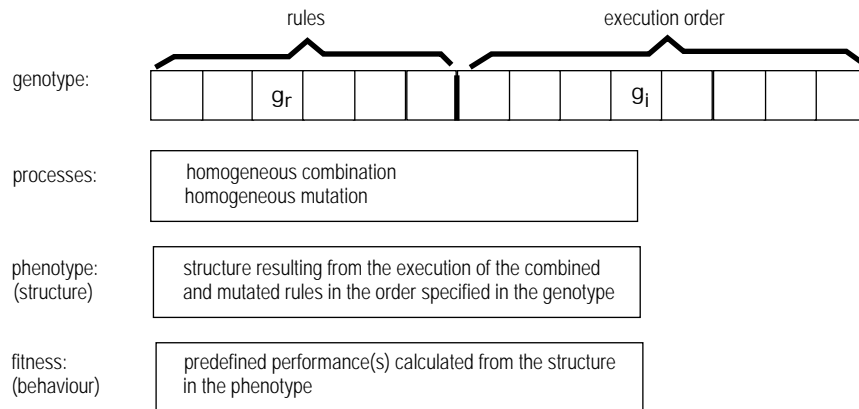 rules execution order
genotype: gr gi
processes: homogeneous combination
homogeneous mutation
phenotype: structure resulting from the execution of the combined
(structure) and mutated rules in the order specified in the genotype
fitness: predefined performance(s) calculated from the structure
(behaviour) in the phenotype